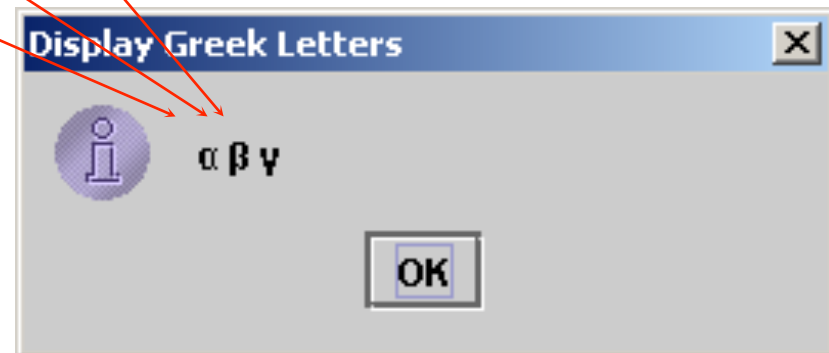 Display Greek Letters
α β γ
OK